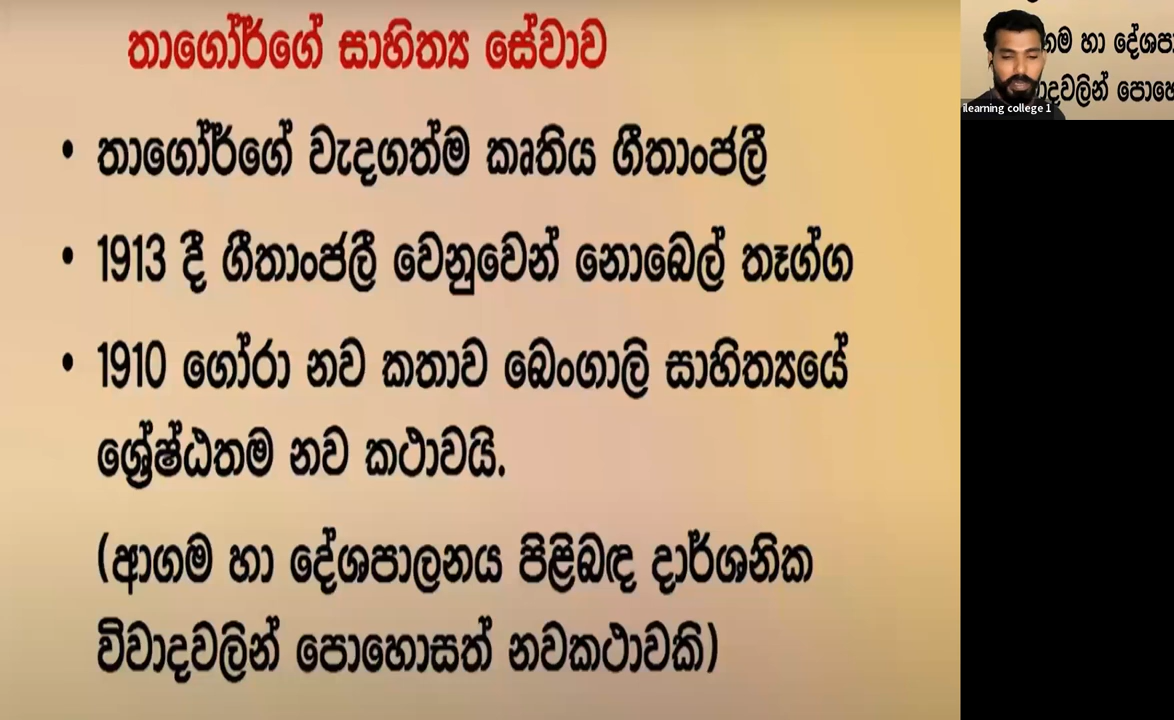 තාගෝර්ගේ සාහිත්‍ය සේවාව
• තාගෝර්ගේ වැදගත්ම කෘතිය ගීතාංජලී
• 1913 දී ගීතාංජලී වෙනුවෙන් නොබෙල් තෑග්ග
• 1910 ගෝරා නව කතාව බෙංගාලි සාහිත්‍යයේ
ශ්‍රේෂ්ඨතම නව කථාවයි.
(ආගම හා දේශපාලනය පිළිබඳ දාර්ශනික
විවාදවලින් පොහොසත් නවකථාවකි)
හා දේශපා
ilearning college 1